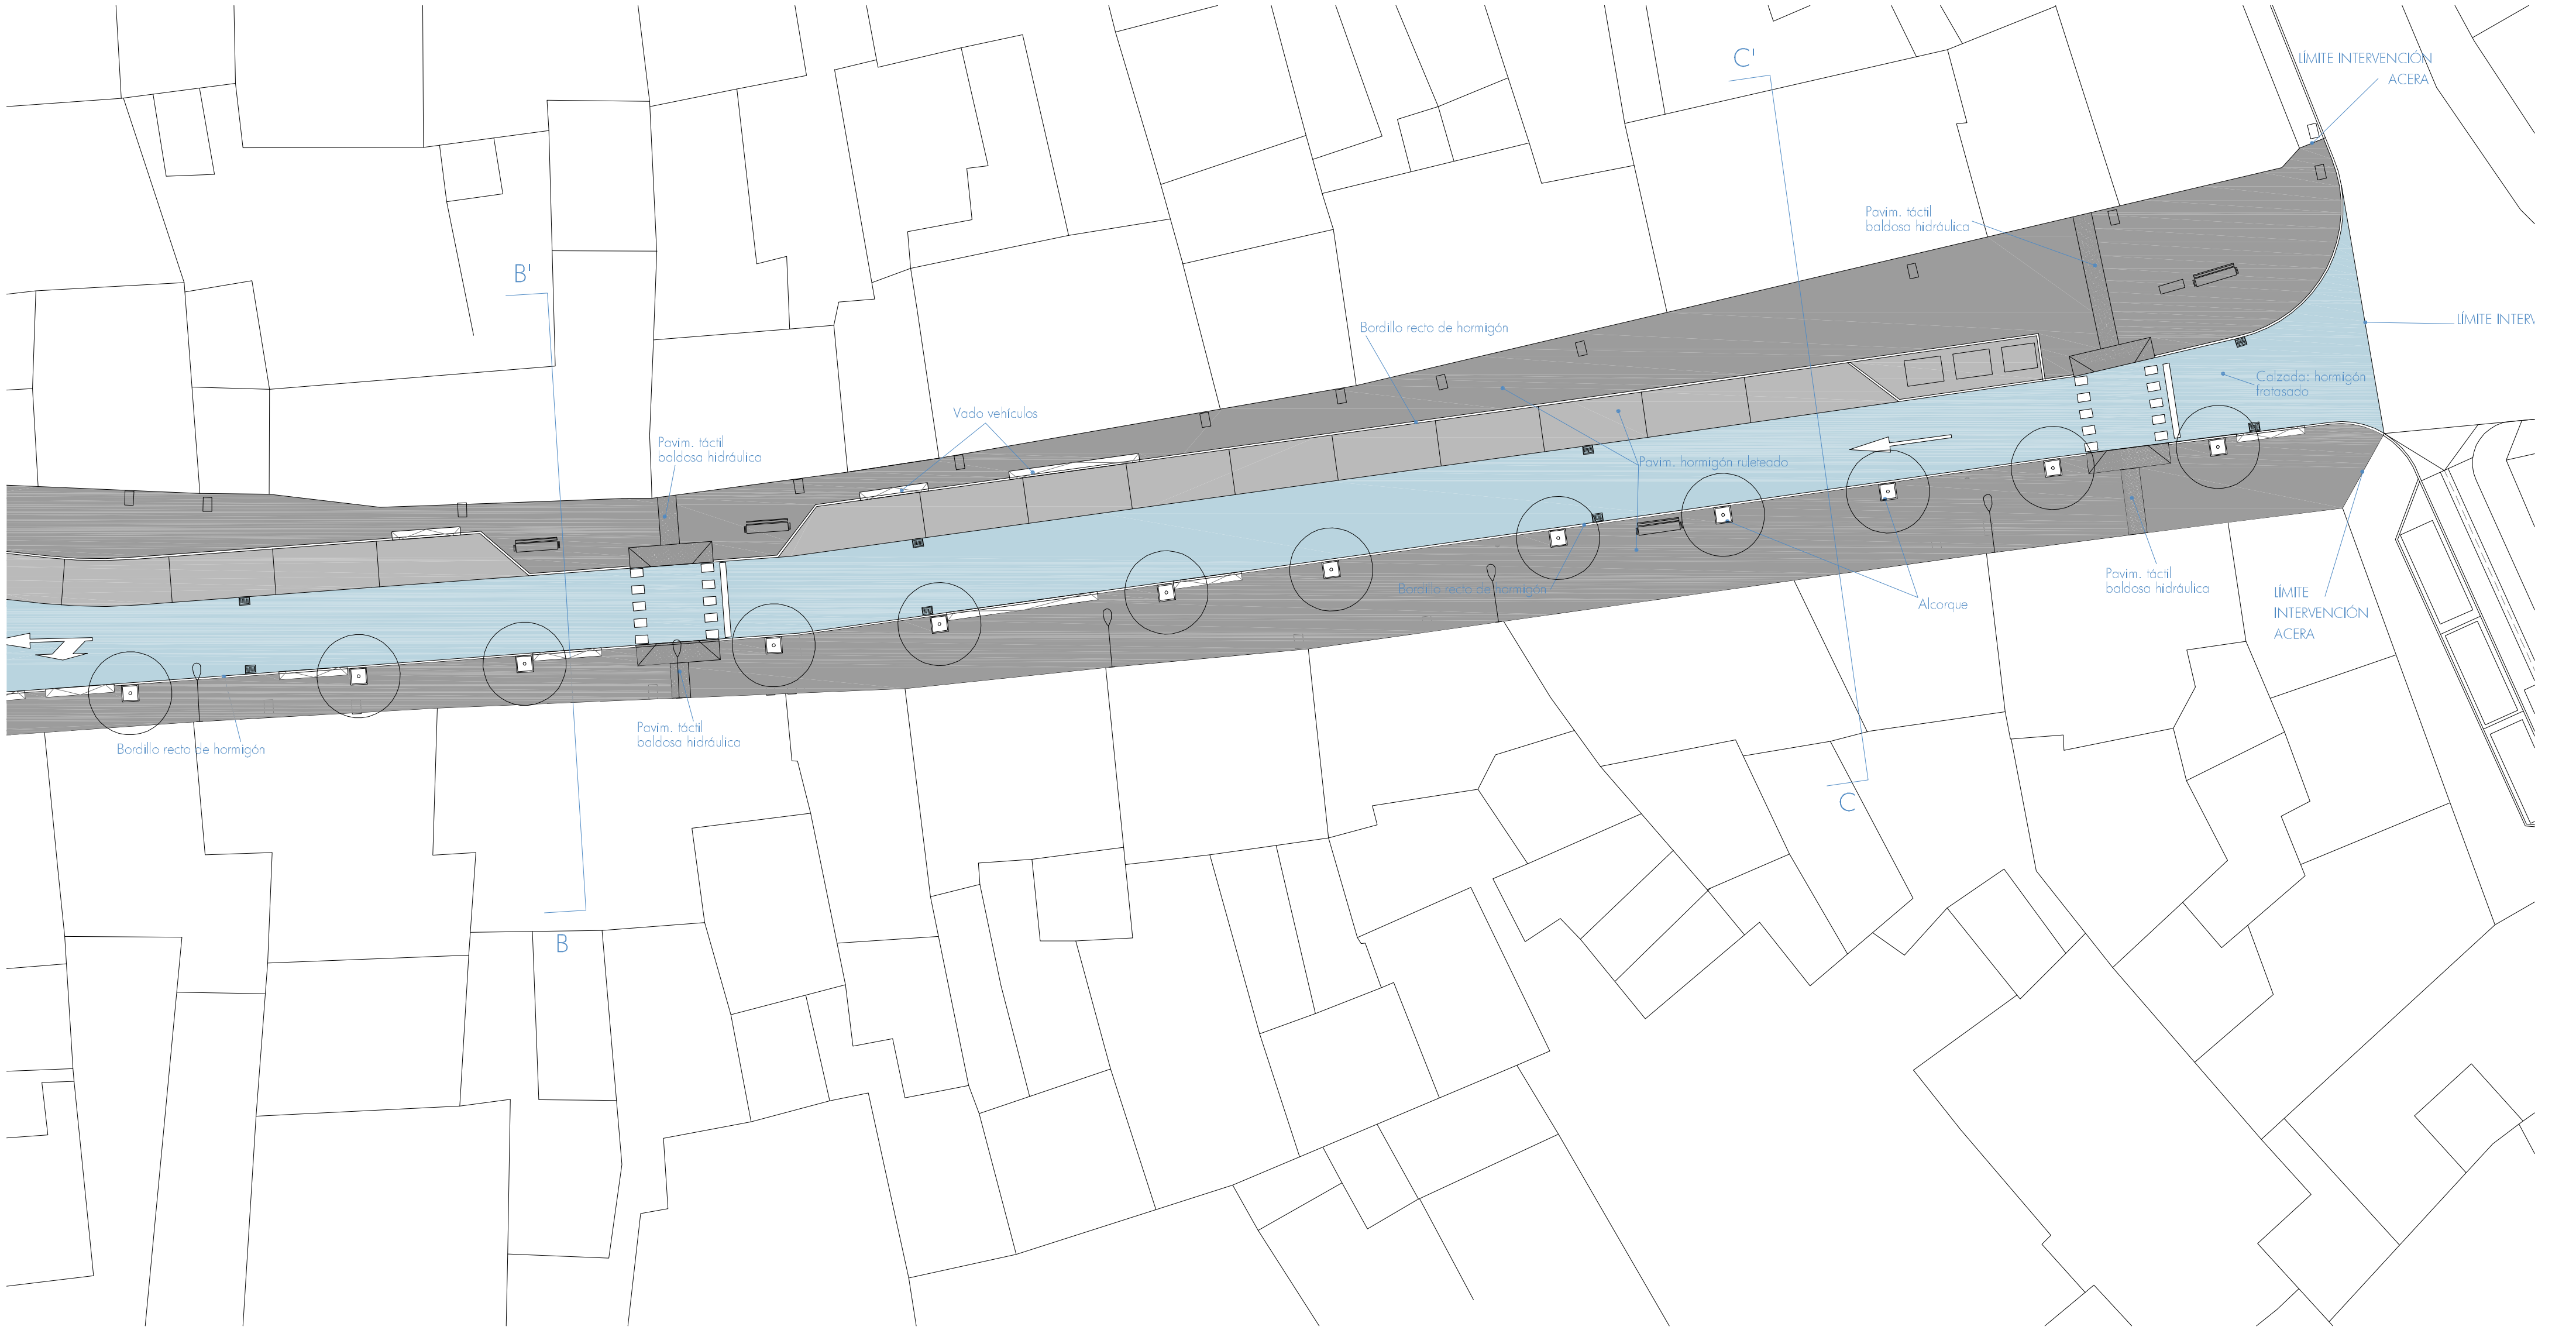 C'
LÍMITE INTERVENCIÓN
ACERA
Pavim. táctil
baldosa hidráulica
B'
LÍMITE INTERV
Bordillo recto de hormigón
Calzada: hormigón
fratasado
Vado vehículos
Pavim. táctil
baldosa hidráulica
Pavim. hormigón ruleteado
Bordillo recto de hormigón
Alcorque
Pavim. táctil
baldosa hidráulica
LÍMITE
INTERVENCIÓN
ACERA
Pavim. táctil
baldosa hidráulica
Bordillo recto de hormigón
C
B